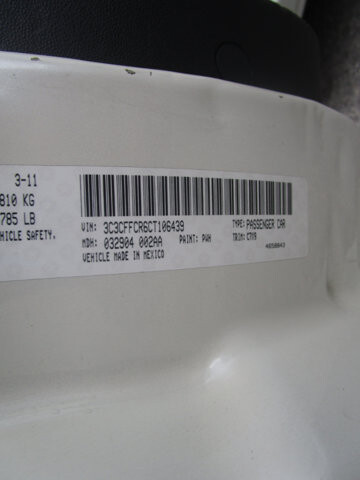 3-11
810 KG
785 LB
HICLE SAFETY.
VIN: 3C3CFFCR6CT106439 TYPE: PASSENGER CAR
MDH: 032904 002AA PAINT: PWH TRIM: C7X9
VEHICLE MADE IN MEXICO